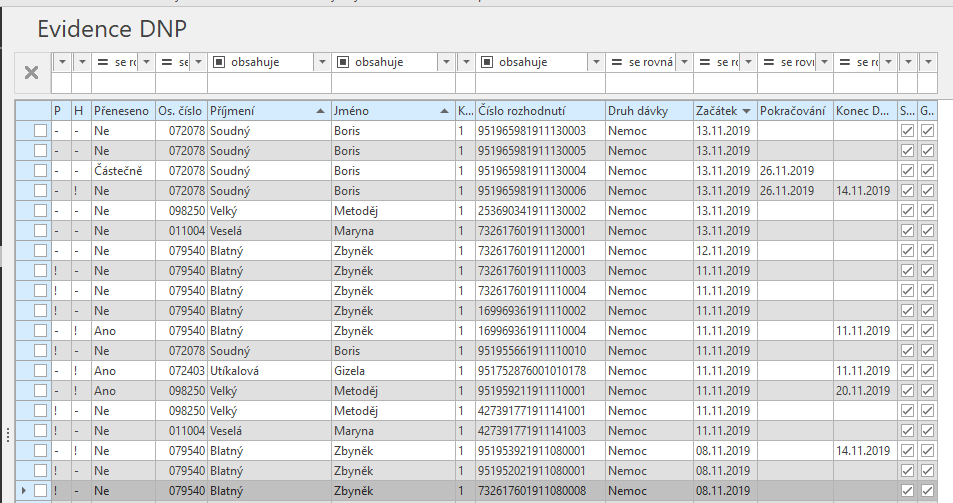 Evidence DNP
= se ro = se obsahuje obsahuje obsahuje = se rovná = se ro = se rovi = se ro
P H Přeneseno Os. číslo Příjmení Jméno K... Číslo rozhodnutí Druh dávky Začátek Pokračování Konec D... S... G..
- - Ne 072078 Soudný Boris 1 951965981911130003 Nemoc 13.11.2019
- - Ne 072078 Soudný Boris 1 951965981911130005 Nemoc 13.11.2019
- - Částečně 072078 Soudný Boris 1 951965981911130004 Nemoc 13.11.2019 26.11.2019
- ! Ne 072078 Soudný Boris 1 951965981911130006 Nemoc 13.11.2019 26.11.2019 14.11.2019
- - Ne 098250 Velký Metoděj 1 253690341911130002 Nemoc 13.11.2019
- - Ne 011004 Veselá Maryna 1 732617601911130001 Nemoc 13.11.2019
- - Ne 079540 Blatný Zbyněk 1 732617601911120001 Nemoc 12.11.2019
! - Ne 079540 Blatný Zbyněk 1 732617601911110003 Nemoc 11.11.2019
! - Ne 079540 Blatný Zbyněk 1 732617601911110004 Nemoc 11.11.2019
! - Ne 079540 Blatný Zbyněk 1 169969361911110002 Nemoc 11.11.2019
- ! Ano 079540 Blatný Zbyněk 1 169969361911110004 Nemoc 11.11.2019 11.11.2019
! - Ne 072078 Soudný Boris 1 951955661911110010 Nemoc 11.11.2019
! ! Ano 072403 Utíkalová Gizela 1 951752876001010178 Nemoc 11.11.2019 11.11.2019
- ! Ano 098250 Velký Metoděj 1 951959211911110001 Nemoc 11.11.2019 20.11.2019
! - Ne 098250 Velký Metoděj 1 427391771911141001 Nemoc 11.11.2019
! - Ne 011004 Veselá Maryna 1 427391771911141003 Nemoc 11.11.2019
- ! Ne 079540 Blatný Zbyněk 1 951953921911080001 Nemoc 08.11.2019 14.11.2019
! - Ne 079540 Blatný Zbyněk 1 951952021911080001 Nemoc 08.11.2019
! - Ne 079540 Blatný Zbyněk 1 732617601911080008 Nemoc 08.11.2019